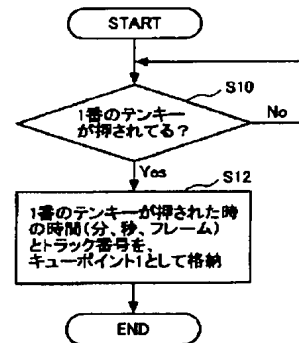 START
S10
1番のテンキー
が押されてる？
No
Yes
S12
1番のテンキーが押された時
の時間(分、秒、フレーム)
とトラック番号を、
キューポイント1として格納
END